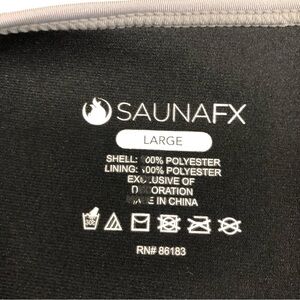 SAUNAFX
LARGE
SHELL: 100% POLYESTER
LINING: 100% POLYESTER
EXCLUSIVE OF
DECORATION
MADE IN CHINA
RN# 86183